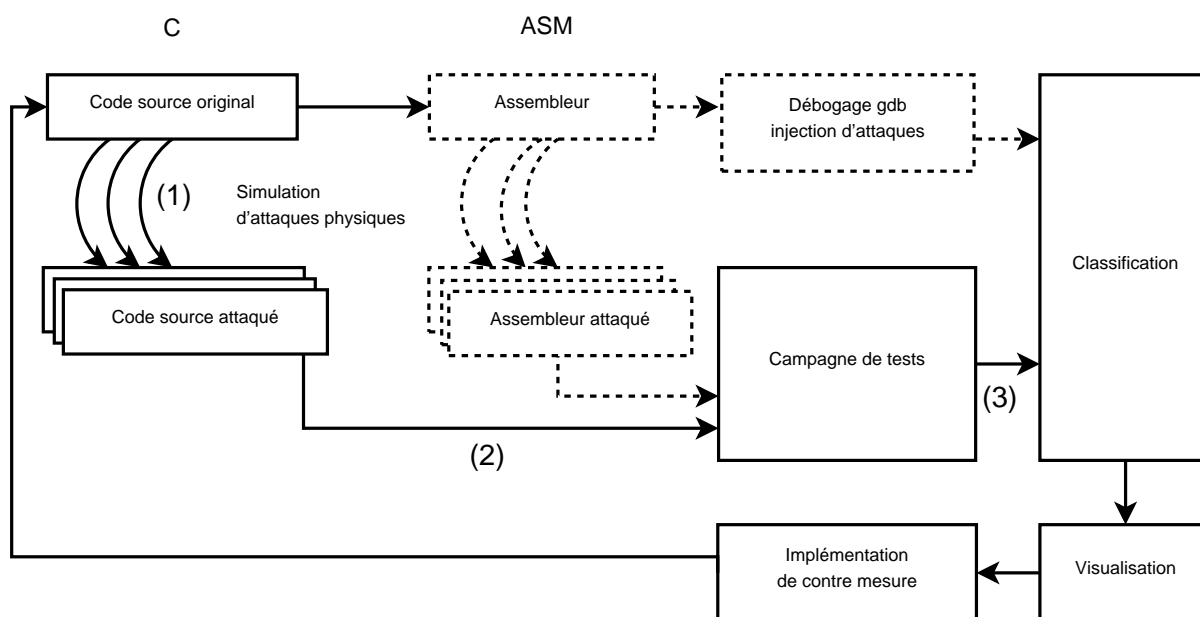 C
ASM
Code source original
Assembleur
Débogage gdb
injection d'attaques
(1)
Simulation
d'attaques physiques
Classification
Code source attaqué
Assembleur attaqué
Campagne de tests
(3)
(2)
Implémentation
de contre mesure
Visualisation